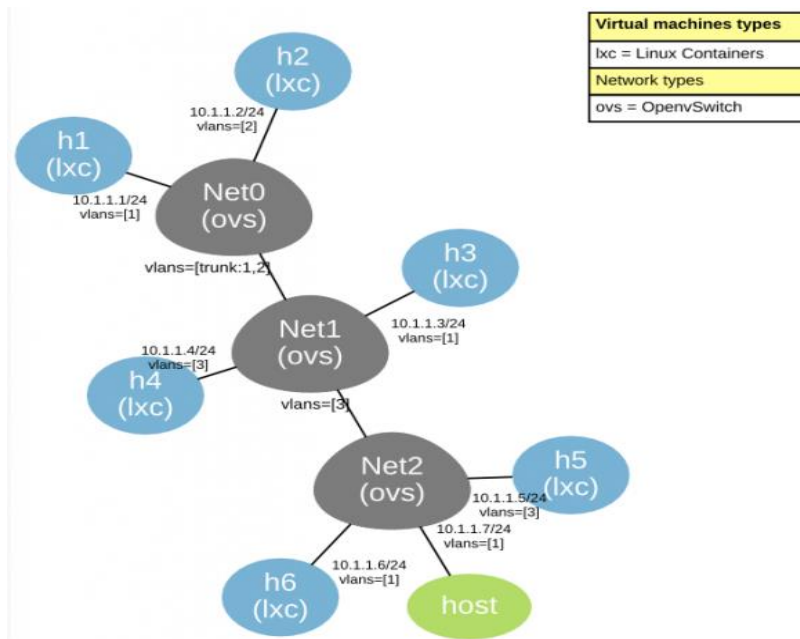 Virtual machines types
lxc = Linux Containers
Network types
ovs = OpenvSwitch
h2
(lxc)
10.1.1.2/24
vlans=[2]
h1
(lxc)
10.1.1.1/24
vlans=[1]
Net0
(ovs)
vlans=[trunk:1,2]
h3
(lxc)
10.1.1.3/24
vlans=[1]
Net1
(ovs)
10.1.1.4/24
vlans=[3]
h4
(lxc)
vlans=[3]
Net2
(ovs)
h5
(lxc)
10.1.1.5/24
vlans=[3]
10.1.1.7/24
vlans=[1]
10.1.1.6/24
vlans=[1]
h6
(lxc)
host